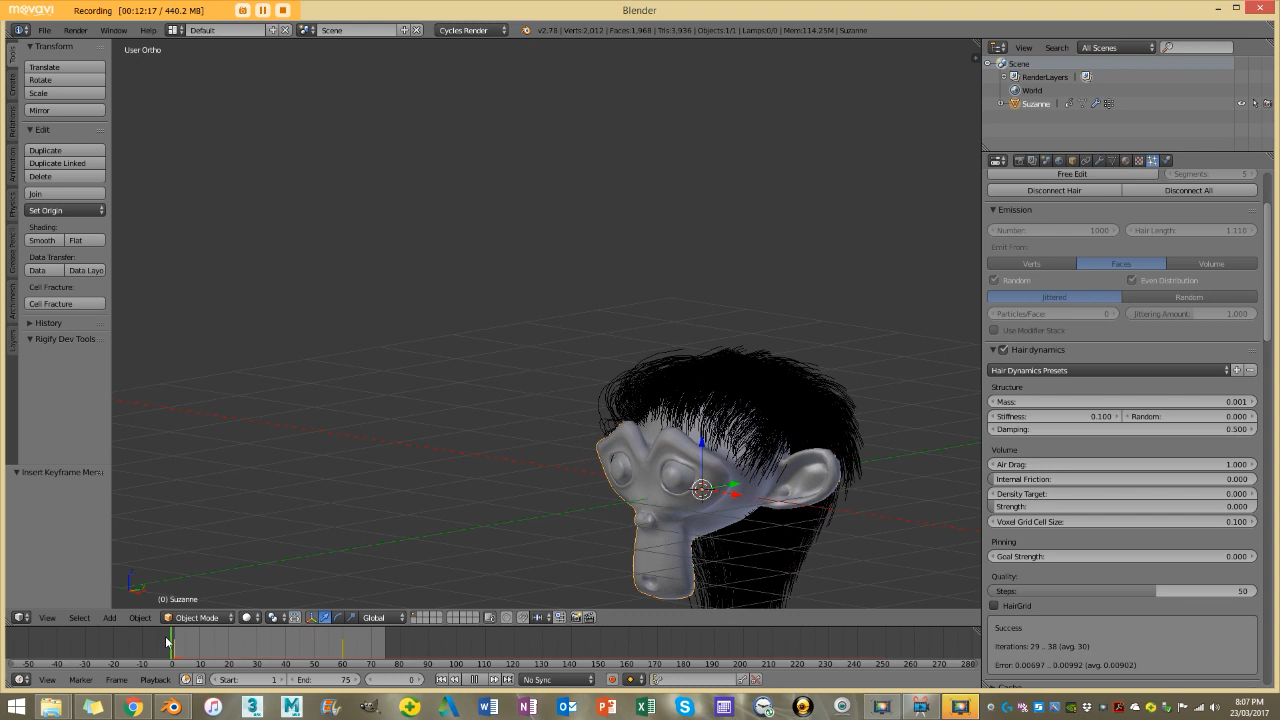 movavi Recording 00:12:17 / 440.2 MB
Blender
File Render Window Help Default Scene Cycles Render v2.78 | Verts:2,012 | Faces:1,968 | Tris:3,936 | Objects:1/1 | Lamps:0/0 | Mem:114.25M | Suzanne
View Search All Scenes
Tools
Create
Relations
Animation
Physics
Grease Pencil
Archimesh
Layers
Transform
Translate
Rotate
Scale
Mirror
Edit
Duplicate
Duplicate Linked
Delete
Join
Set Origin
Shading:
Smooth Flat
Data Transfer:
Data Data Layo
Cell Fracture:
Cell Fracture
History
Rigify Dev Tools
Insert Keyframe Menu
User Ortho
(0) Suzanne
View Select Add Object Object Mode Global
-50 -40 -30 -20 -10 0 10 20 30 40 50 60 70 80 90 100 110 120 130 140 150 160 170 180 190 200 210 220 230 240 250 260 270 280
View Marker Frame Playback Start: 1 End: 75 0 No Sync
Scene
RenderLayers |
World
Suzanne |
Free Edit Segments: 5
Disconnect Hair Disconnect All
Emission
Number: 1000 Hair Length: 1.110
Emit From:
Verts Faces Volume
Random Even Distribution
Jittered Random
Particles/Face: 0 Jittering Amount: 1.000
Use Modifier Stack
Hair dynamics
Hair Dynamics Presets
Structure
Mass: 0.001
Stiffness: 0.100 Random: 0.000
Damping: 0.500
Volume
Air Drag: 1.000
Internal Friction: 0.000
Density Target: 0.000
Strength: 0.000
Voxel Grid Cell Size: 0.100
Pinning
Goal Strength: 0.000
Quality:
Steps: 50
HairGrid
Success
Iterations: 29 .. 38 (avg. 30)
Error: 0.00697 .. 0.00992 (avg. 0.00902)
Cache
8:07 PM
23/03/2017